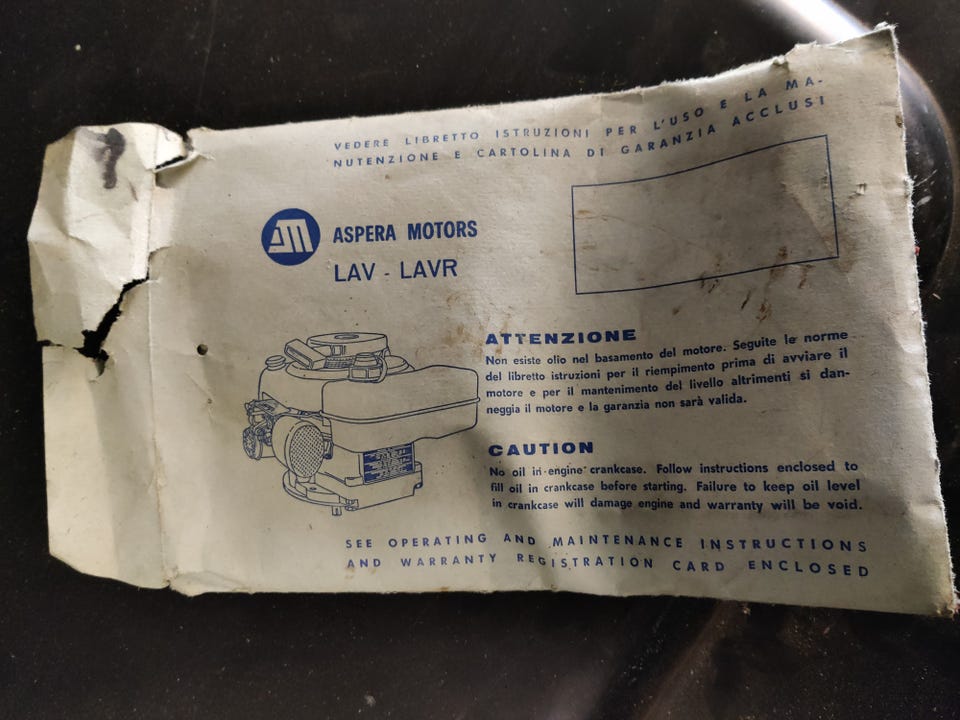 VEDERE LIBRETTO ISTRUZIONI PER L'USO E LA MA-
NUTENZIONE E CARTOLINA DI GARANZIA ACCLUSI
ASPERA MOTORS
LAV - LAVR
ATTENZIONE
Non esiste olio nel basamento del motore. Seguite le norme
del libretto istruzioni per il riempimento prima di avviare il
motore e per il mantenimento del livello altrimenti si dan-
neggia il motore e la garanzia non sarà valida.
CAUTION
No oil in engine crankcase. Follow instructions enclosed to
fill oil in crankcase before starting. Failure to keep oil level
in crankcase will damage engine and warranty will be void.
SEE OPERATING AND MAINTENANCE INSTRUCTIONS
AND WARRANTY REGISTRATION CARD ENCLOSED